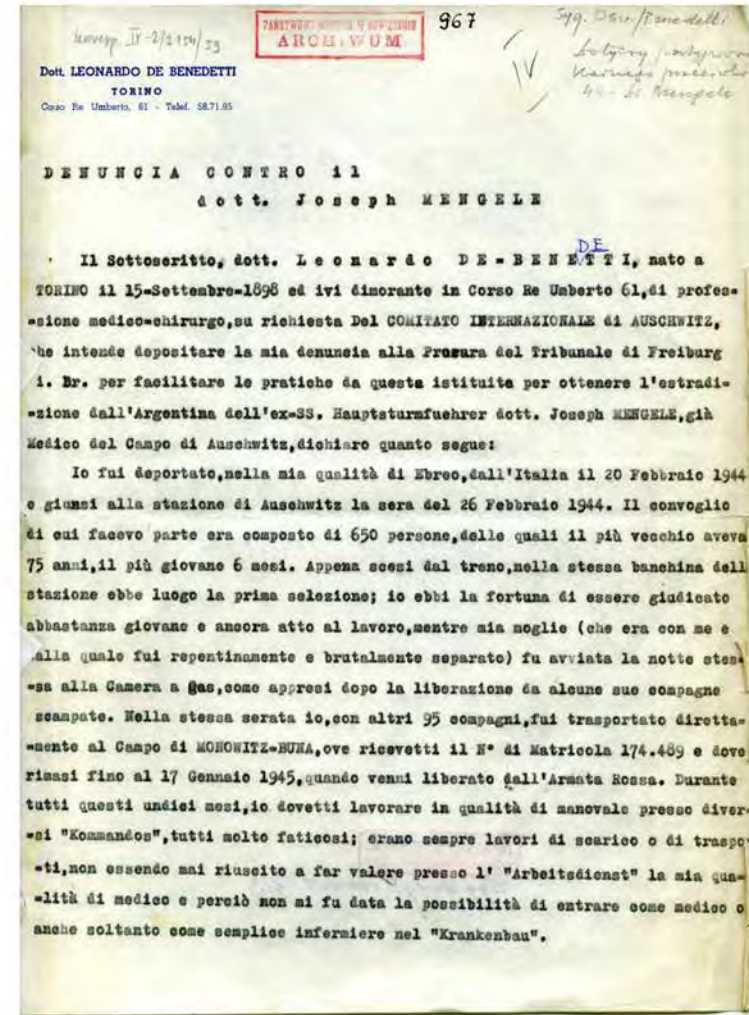 IV-2/2154/59
PAŃSTWOWE MUZEUM W OŚWIĘCIMIU
ARCHIWUM
967
Syg. Osw./Benedetti
IV
Dr Mengele
Dott. LEONARDO DE BENEDETTI
TORINO
Corso Re Umberto, 61 - Telef. 58.71.85
DENUNCIA CONTRO il
dott. Joseph MENGELE
DE
Il Sottoscritto, dott. Leonardo DE=BENETTI, nato a
TORINO il 15=Settembre=1898 ed ivi dimorante in Corso Re Umberto 61,di profes=
=sione medico=chirurgo,su richiesta Del COMITATO INTERNAZIONALE di AUSCHWITZ,
che intende depositare la mia denuncia alla Procura del Tribunale di Freiburg
i. Br. per facilitare le pratiche da questa istituita per ottenere l'estradi=
=zione dall'Argentina dell'ex=SS. Hauptsturmfuehrer dott. Joseph MENGELE,già
Medico del Campo di Auschwitz,dichiaro quanto segue:
Io fui deportato,nella mia qualità di Ebreo,dall'Italia il 20 Febbraio 1944
e giunsi alla stazione di Auschwitz la sera del 26 Febbraio 1944. Il convoglio
di cui facevo parte era composto di 650 persone,delle quali il più vecchio aveva
75 anni,il più giovane 6 mesi. Appena scesi dal treno,nella stessa banchina dell
stazione ebbe luogo la prima selezione; io ebbi la fortuna di essere giudicato
abbastanza giovane e ancora atto al lavoro,mentre mia moglie (che era con me e
dalla quale fui repentinamente e brutalmente separato) fu avviata la notte stes=
=sa alla Camera a gas,come appresi dopo la liberazione da alcune sue compagne
scampate. Nella stessa serata io,con altri 95 compagni,fui trasportato diretta=
=mente al Campo di MONOWITZ=BUNA,ove ricevetti il N° di Matricola 174.489 e dove
rimasi fino al 17 Gennaio 1945,quando venni liberato dall'Armata Rossa. Durante
tutti questi undici mesi,io dovetti lavorare in qualità di manovale presso diver=
=si "Kommandos",tutti molto faticosi; erano sempre lavori di scarico o di traspo
=ti,non essendo mai riuscito a far valere presso l' "Arbeitsdienst" la mia qua=
=lità di medico e perciò non mi fu data la possibilità di entrare come medico o
anche soltanto come semplice infermiere nel "Krankenbau".